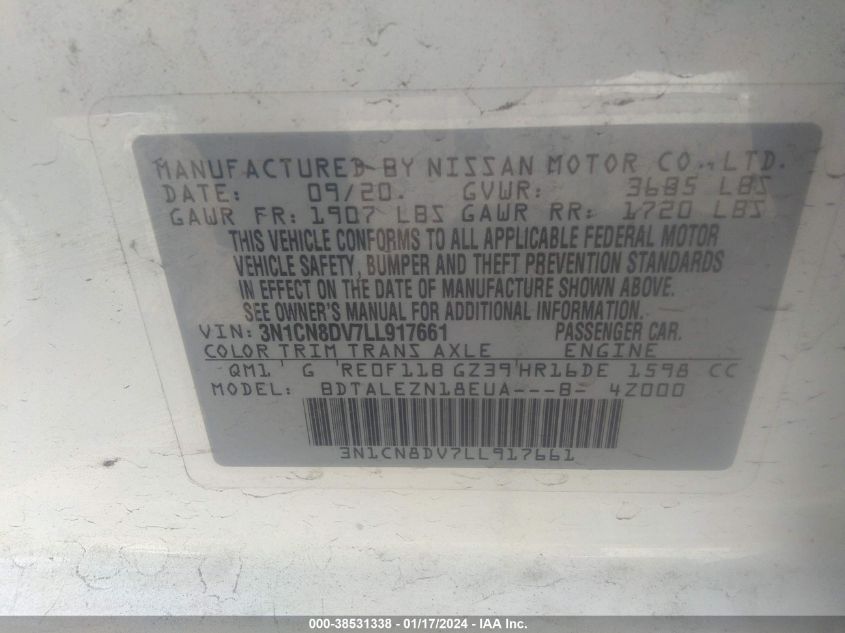 MANUFACTURED BY NISSAN MOTOR CO., LTD.
DATE: 09/20. GVWR: 3685 LBS
GAWR FR: 1907 LBS GAWR RR: 1720 LBS
THIS VEHICLE CONFORMS TO ALL APPLICABLE FEDERAL MOTOR
VEHICLE SAFETY, BUMPER AND THEFT PREVENTION STANDARDS
IN EFFECT ON THE DATE OF MANUFACTURE SHOWN ABOVE.
SEE OWNER'S MANUAL FOR ADDITIONAL INFORMATION.
VIN: 3N1CN8DV7LL917661 PASSENGER CAR.
COLOR TRIM TRANS AXLE ENGINE
QM1 G RE0F11B GZ39 HR16DE 1598 CC
MODEL: BDTALEZN18EUA---B- 4Z000
3N1CN8DV7LL917661
000-38531338 - 01/17/2024 - IAA Inc.